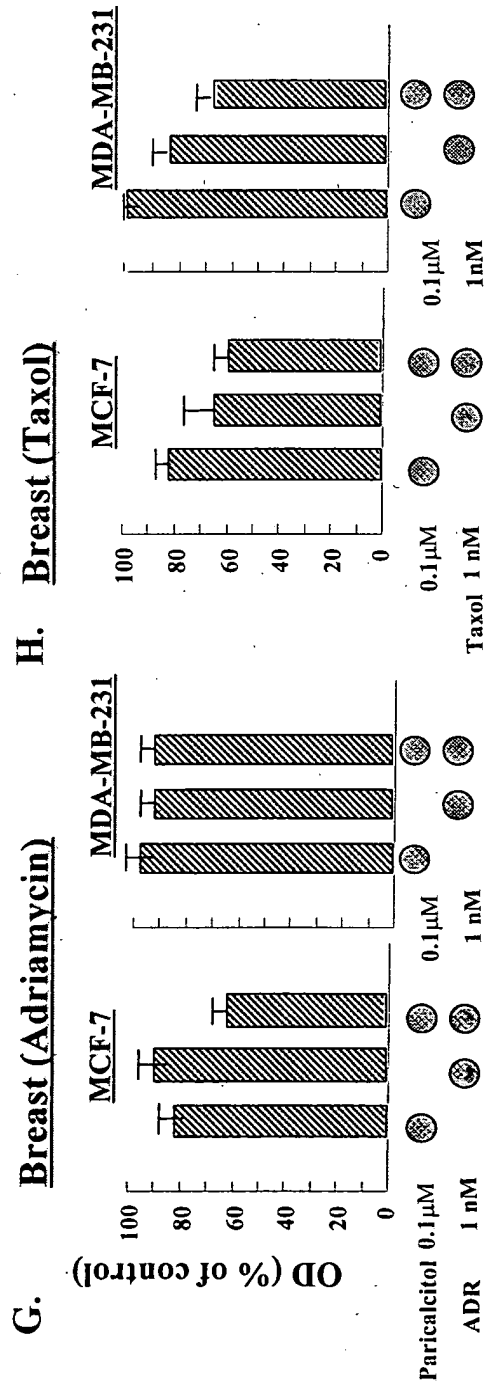 G. Breast (Adriamycin)
MCF-7
MDA-MB-231
OD (% of control)
100
80
60
40
20
0
Paricalcitol 0.1μM
0.1μM
ADR 1 nM
1 nM
H. Breast (Taxol)
MCF-7
MDA-MB-231
100
80
60
40
20
0
0.1μM
0.1μM
Taxol 1 nM
1nM